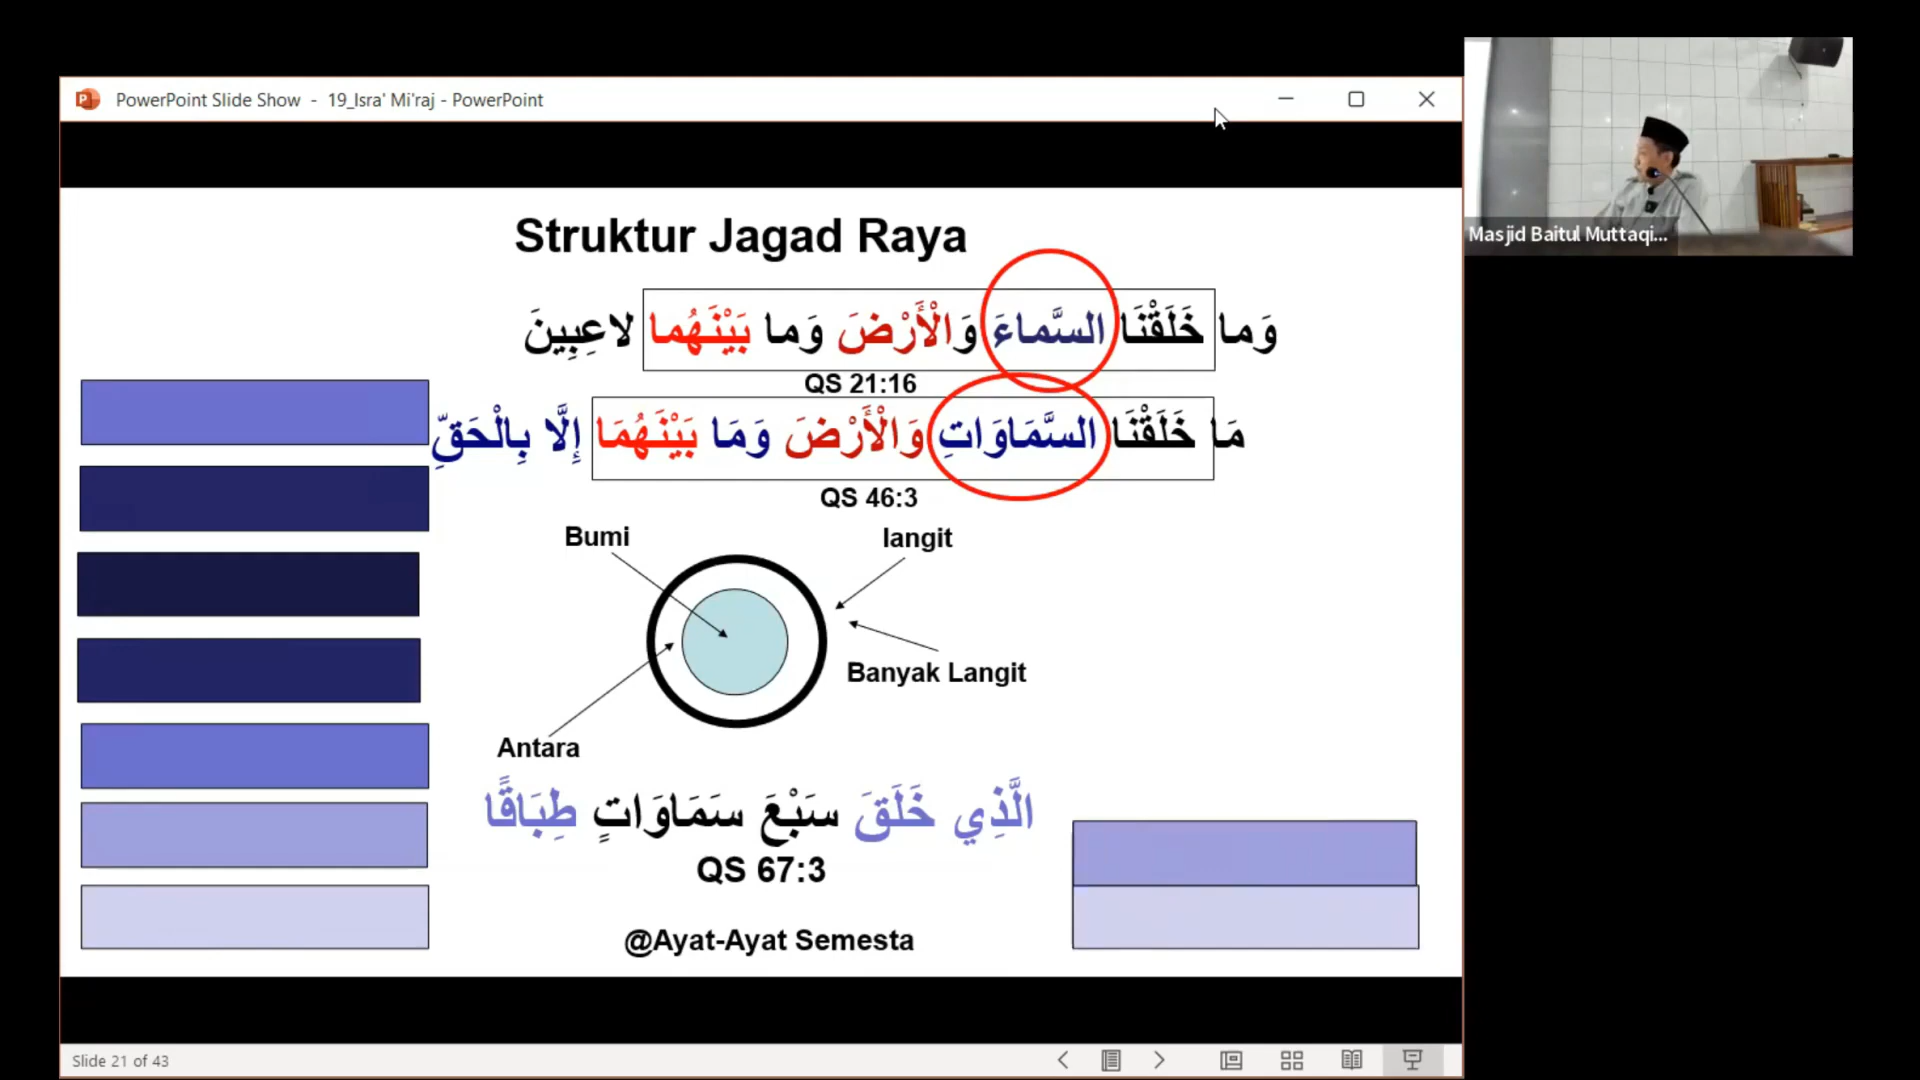 PowerPoint Slide Show - 19_Isra' Mi'raj - PowerPoint
Masjid Baitul Muttaqi...
Struktur Jagad Raya
وَما خَلَقْنَا السَّماءَ وَالْأَرْضَ وَما بَيْنَهُما لاعِبِينَ
QS 21:16
مَا خَلَقْنَا السَّمَاوَاتِ وَالْأَرْضَ وَمَا بَيْنَهُمَا إِلَّا بِالْحَقِّ
QS 46:3
Bumi
langit
Banyak Langit
Antara
الَّذِي خَلَقَ سَبْعَ سَمَاوَاتٍ طِبَاقًا
QS 67:3
@Ayat-Ayat Semesta
Slide 21 of 43